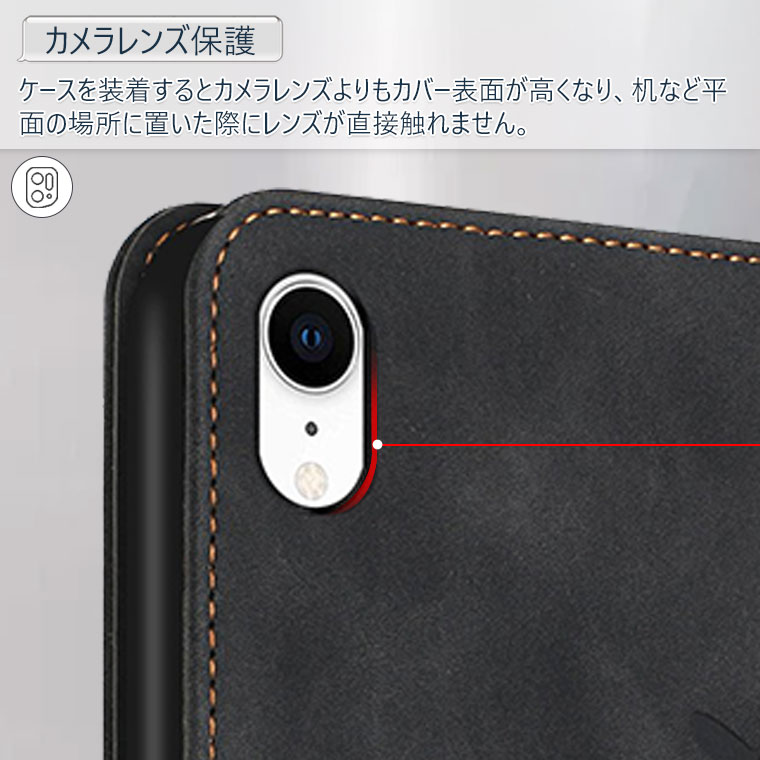 カメラレンズ保護
ケースを装着するとカメラレンズよりもカバー表面が高くなり、机など平
面の場所に置いた際にレンズが直接触れません。